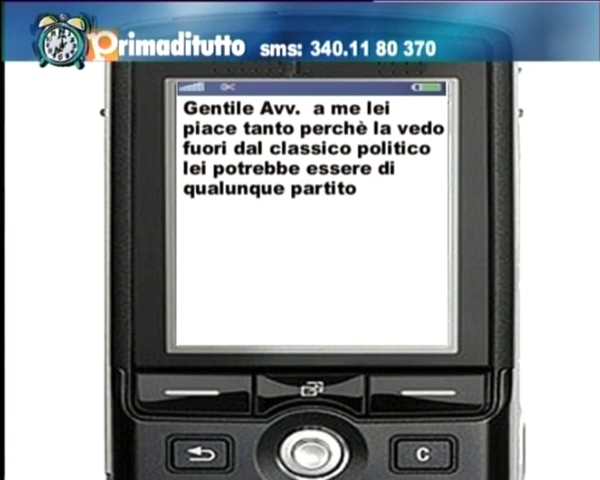 Primaditutto sms: 340.11 80 370
Gentile Avv. a me lei
piace tanto perchè la vedo
fuori dal classico politico
lei potrebbe essere di
qualunque partito
C